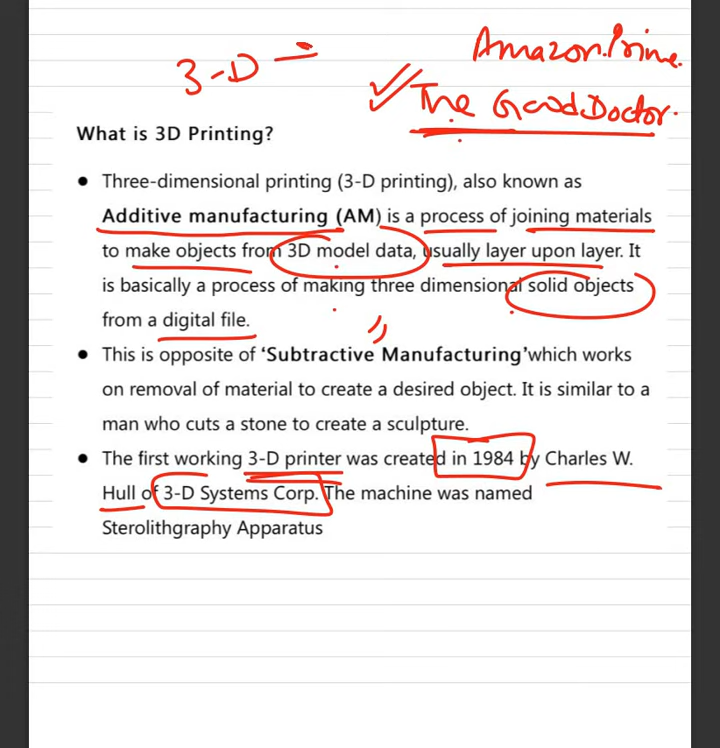 3-D =
Amazon Prime.
The Good Doctor.
What is 3D Printing?
• Three-dimensional printing (3-D printing), also known as
Additive manufacturing (AM) is a process of joining materials
to make objects from 3D model data, usually layer upon layer. It
is basically a process of making three dimensional solid objects
from a digital file.
• This is opposite of ‘Subtractive Manufacturing’which works
on removal of material to create a desired object. It is similar to a
man who cuts a stone to create a sculpture.
• The first working 3-D printer was created in 1984 by Charles W.
Hull of 3-D Systems Corp. The machine was named
Sterolithgraphy Apparatus